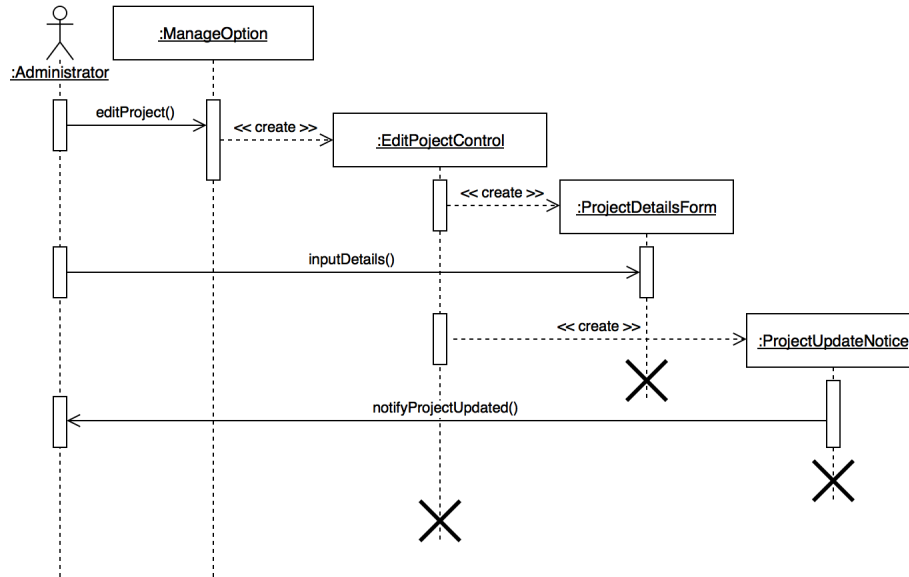 :ManageOption
:Administrator
editProject()
<< create >>
:EditPojectControl
<< create >>
:ProjectDetailsForm
inputDetails()
<< create >>
:ProjectUpdateNotice
notifyProjectUpdated()